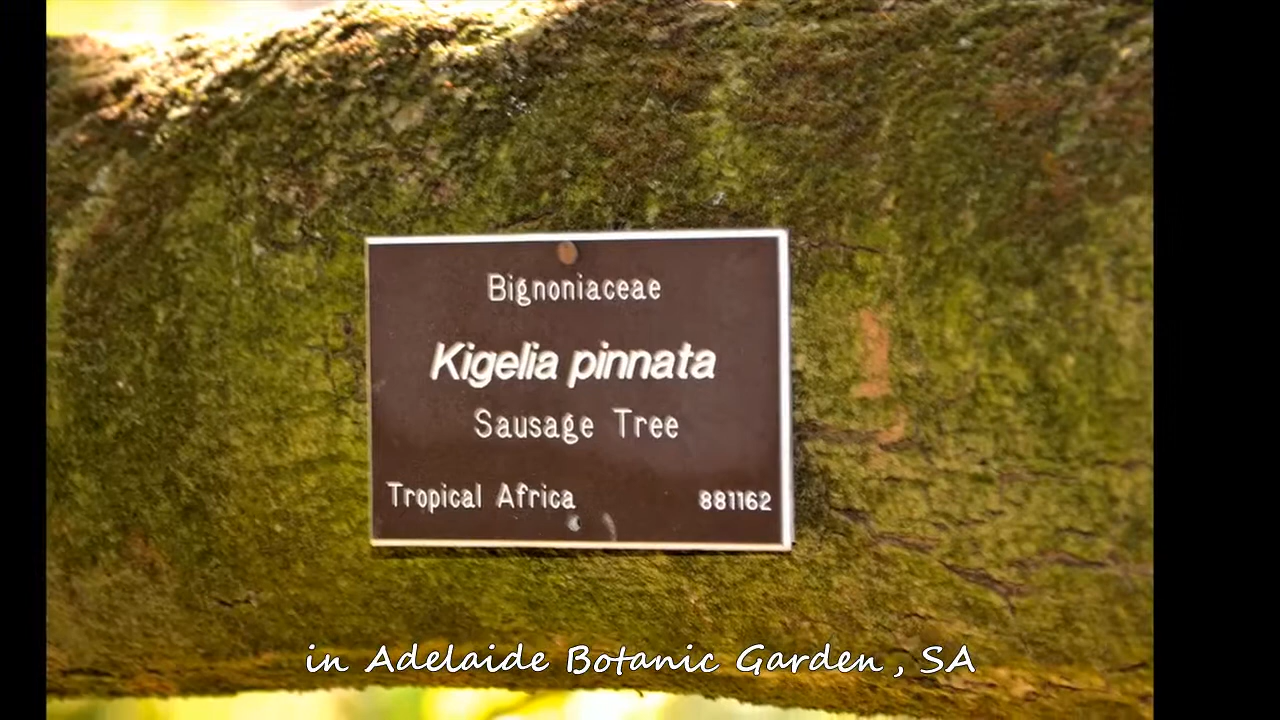 Bignoniaceae
Kigelia pinnata
Sausage Tree
Tropical Africa 881162
in Adelaide Botanic Garden, SA